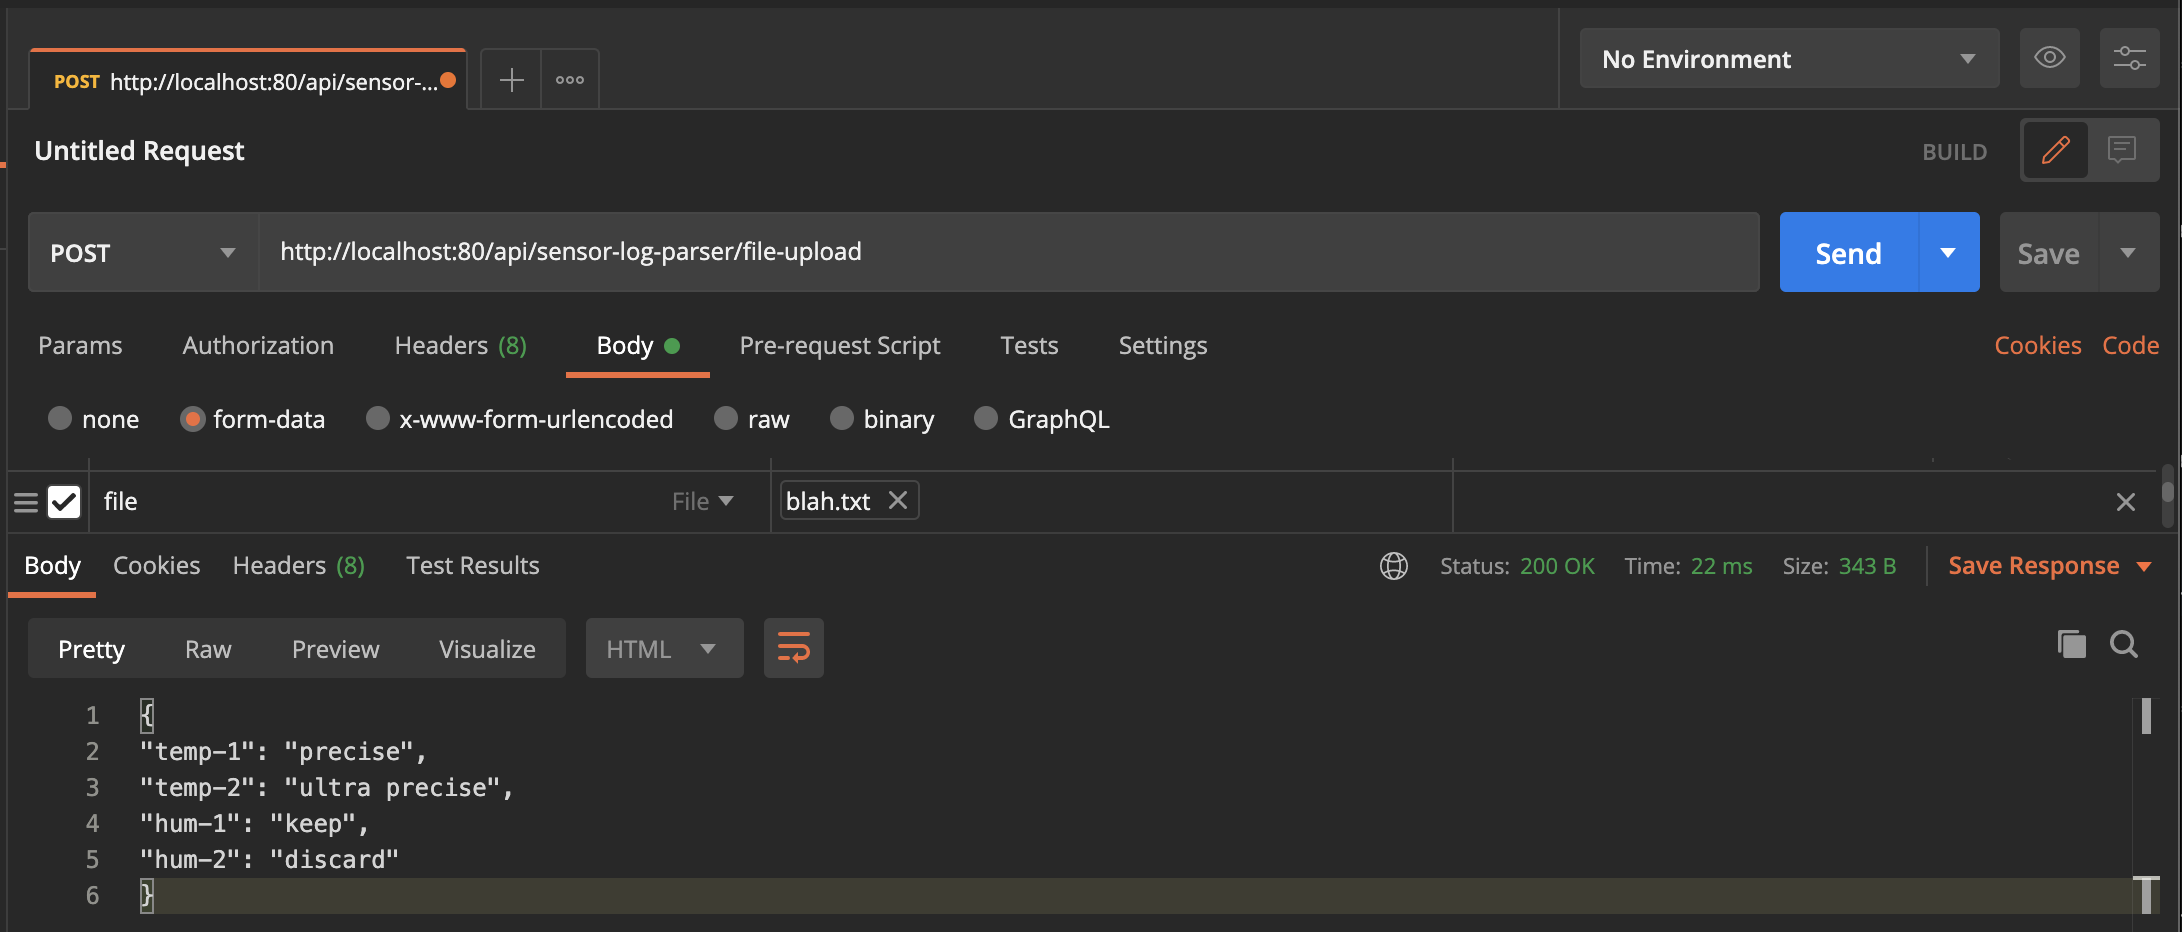 POST http://localhost:80/api/sensor-...
No Environment
Untitled Request
BUILD
POST http://localhost:80/api/sensor-log-parser/file-upload Send Save
Params Authorization Headers (8) Body Pre-request Script Tests Settings Cookies Code
none form-data x-www-form-urlencoded raw binary GraphQL
file File blah.txt
Body Cookies Headers (8) Test Results Status: 200 OK Time: 22 ms Size: 343 B Save Response
Pretty Raw Preview Visualize HTML
1 {
2 "temp-1": "precise",
3 "temp-2": "ultra precise",
4 "hum-1": "keep",
5 "hum-2": "discard"
6 }